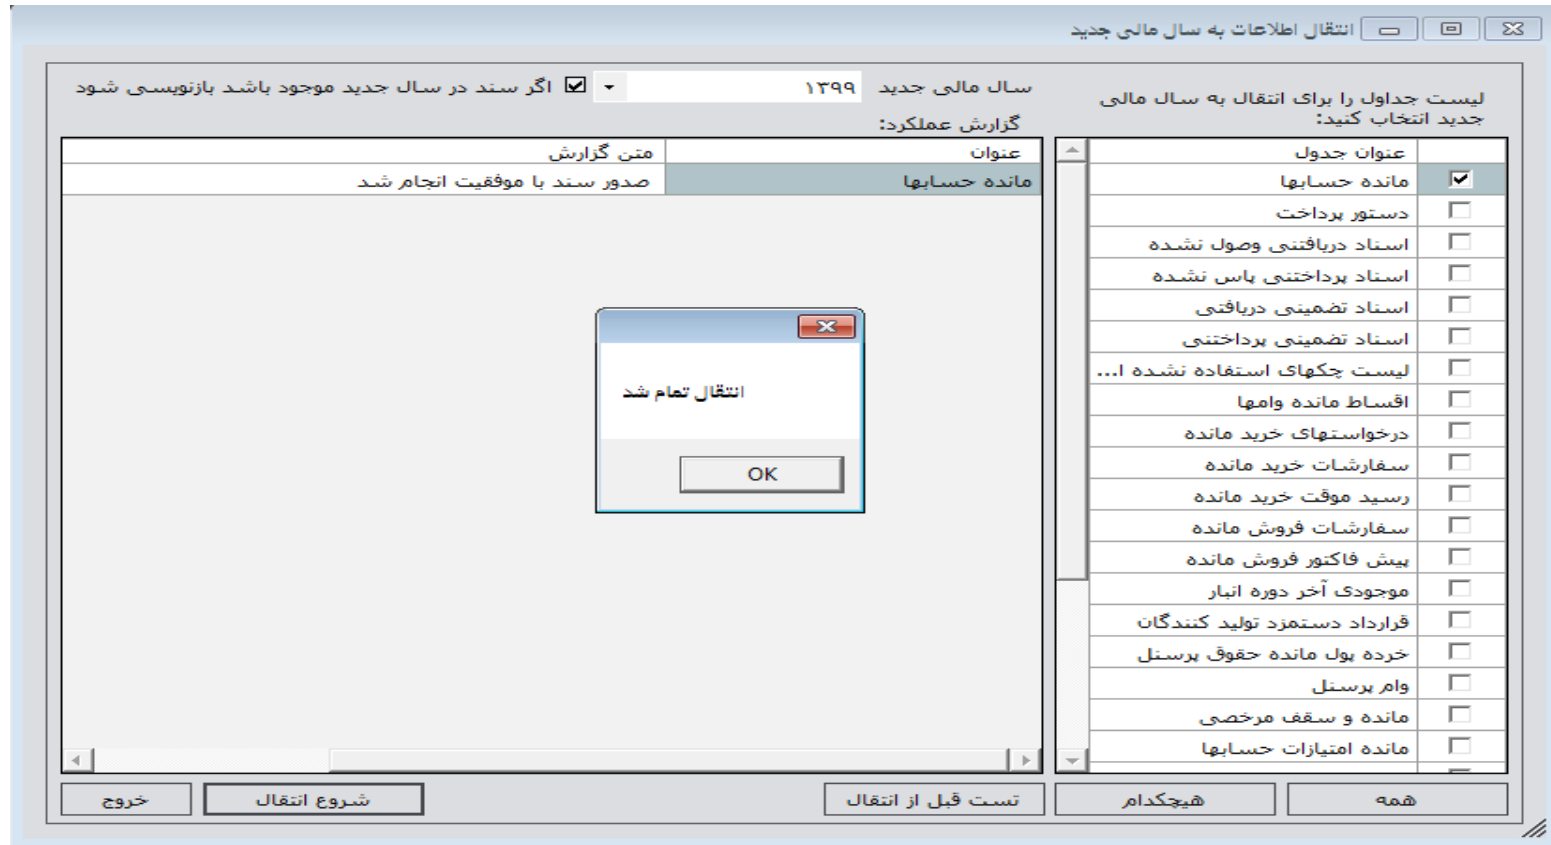 انتقال اطلاعات به سال مالی جدید
لیست جداول را برای انتقال به سال مالی
جدید انتخاب کنید:
سال مالی جدید ۱۳۹۹ اگر سند در سال جدید موجود باشد بازنویسی شود
گزارش عملکرد:
عنوان جدول
مانده حسابها
دستور پرداخت
اسناد دریافتنی وصول نشده
اسناد پرداختنی پاس نشده
اسناد تضمینی دریافتی
اسناد تضمینی پرداختنی
لیست چکهای استفاده نشده ا...
اقساط مانده وامها
درخواستهای خرید مانده
سفارشات خرید مانده
رسید موقت خرید مانده
سفارشات فروش مانده
پیش فاکتور فروش مانده
موجودی آخر دوره انبار
قرارداد دستمزد تولید کنندگان
خرده پول مانده حقوق پرسنل
وام پرسنل
مانده و سقف مرخصی
مانده امتیازات حسابها
عنوان متن گزارش
مانده حسابها صدور سند با موفقیت انجام شد
انتقال تمام شد
OK
همه هیچکدام تست قبل از انتقال شروع انتقال خروج